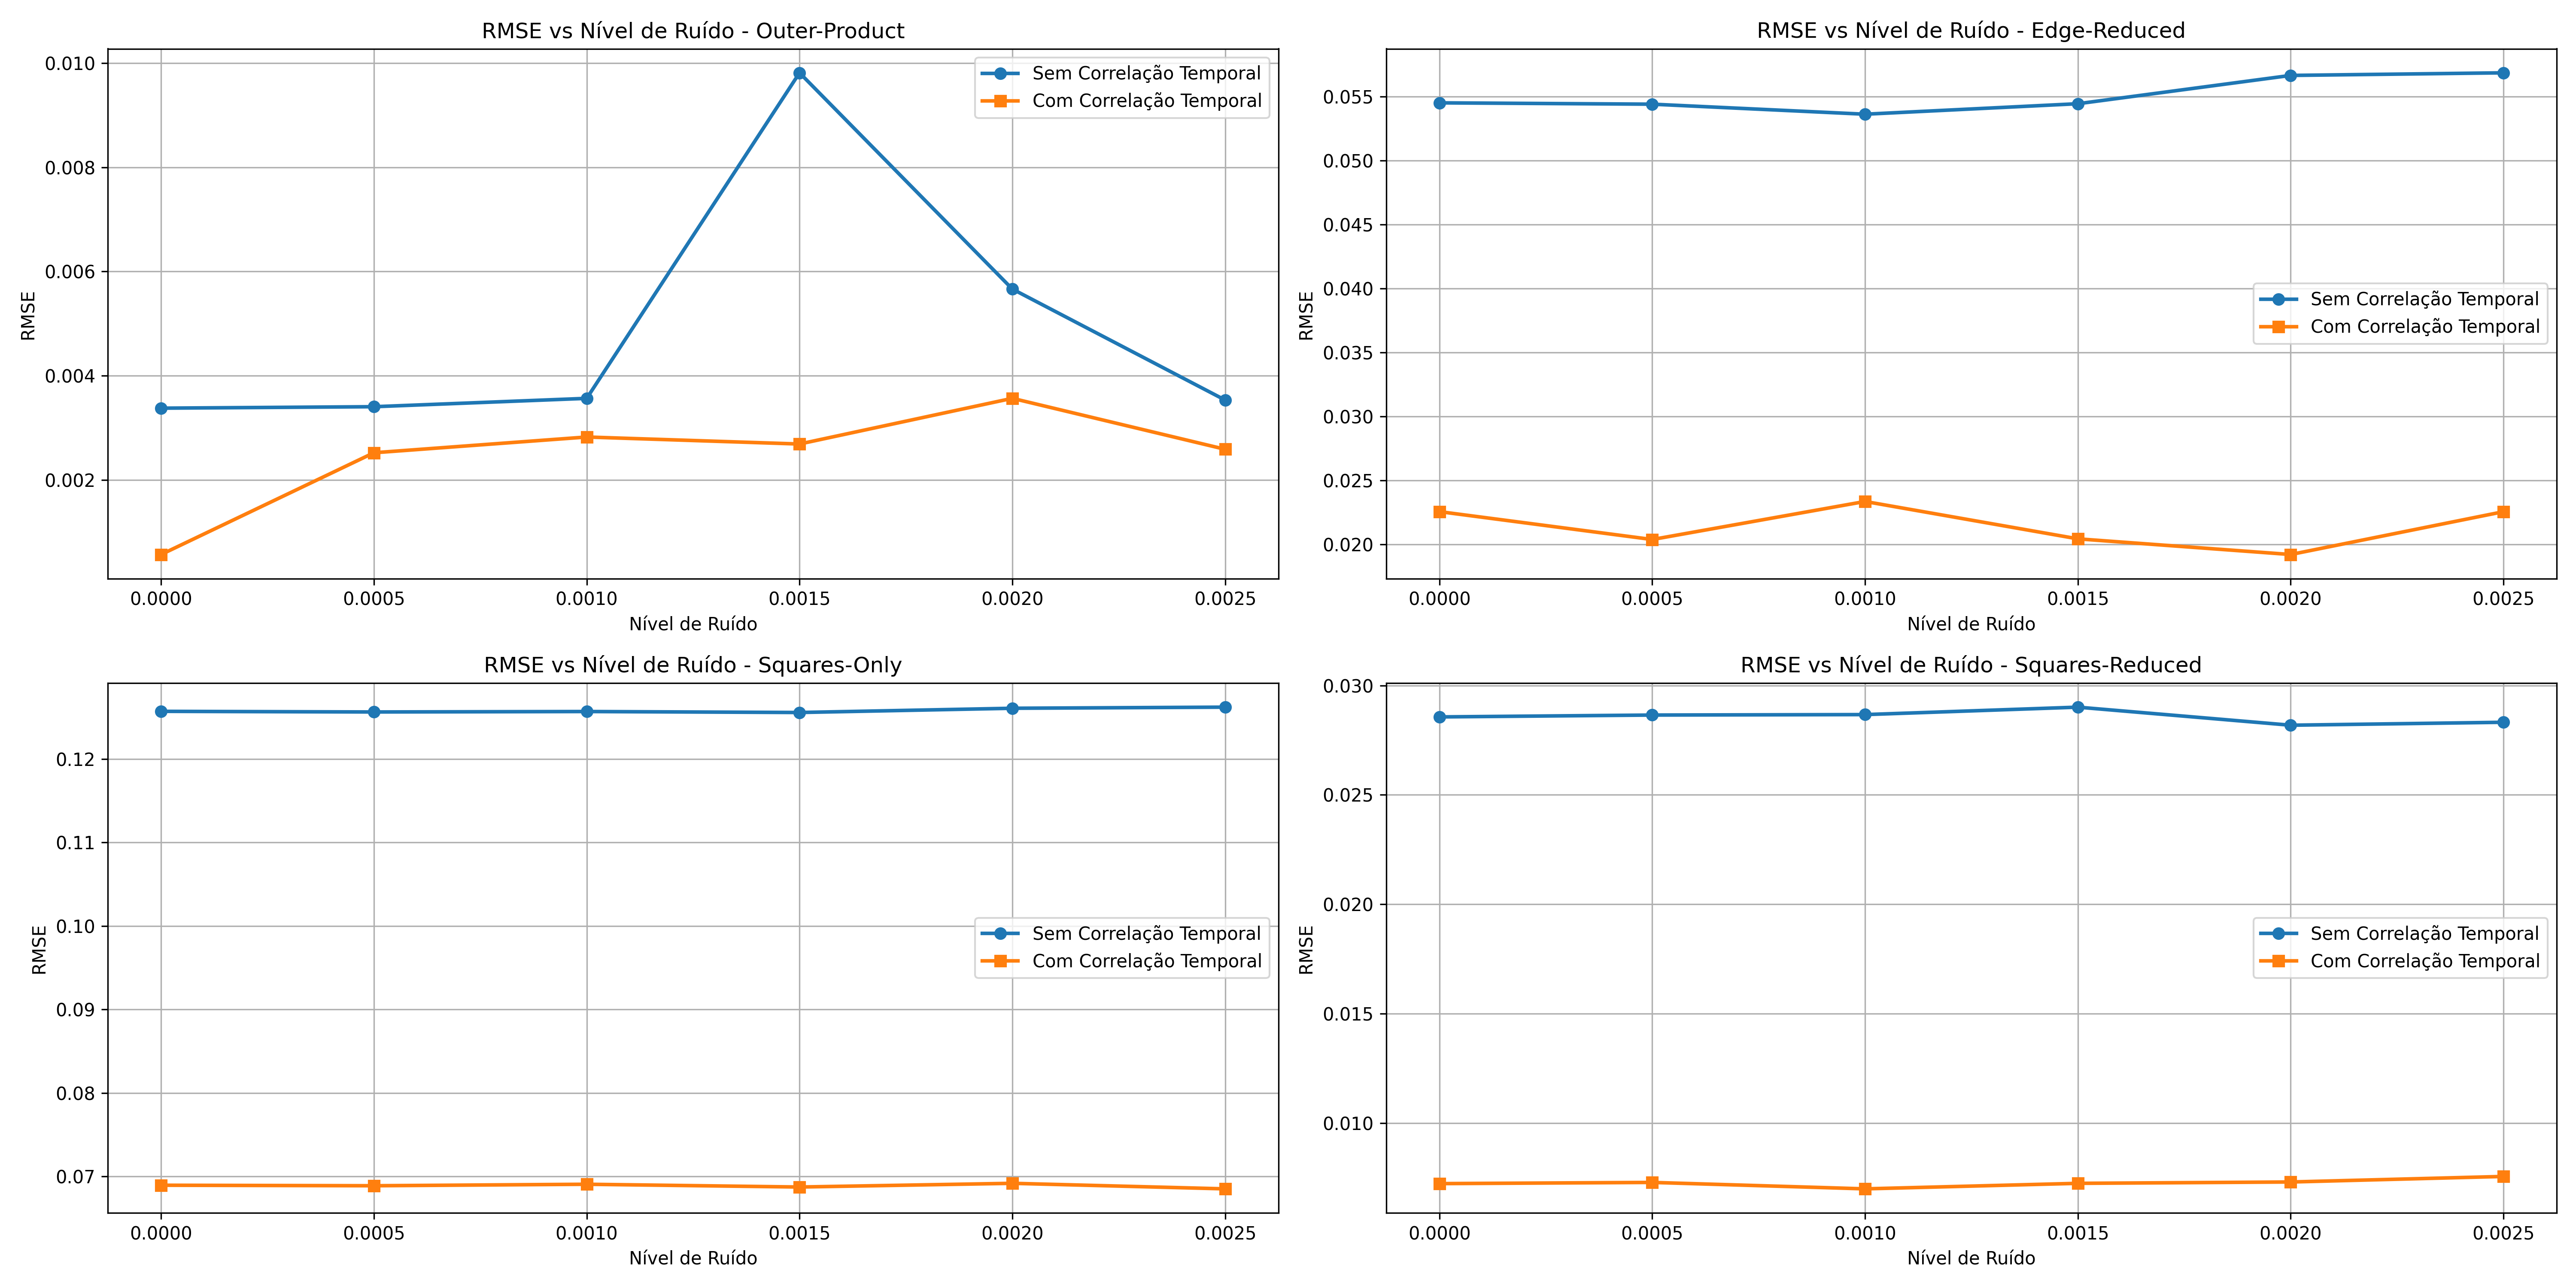 RMSE vs Nível de Ruído - Outer-Product
0.010
0.008
0.006
0.004
0.002
RMSE
Sem Correlação Temporal
Com Correlação Temporal
0.0000 0.0005 0.0010 0.0015 0.0020 0.0025
Nível de Ruído
RMSE vs Nível de Ruído - Edge-Reduced
0.055
0.050
0.045
0.040
0.035
0.030
0.025
0.020
RMSE
Sem Correlação Temporal
Com Correlação Temporal
0.0000 0.0005 0.0010 0.0015 0.0020 0.0025
Nível de Ruído
RMSE vs Nível de Ruído - Squares-Only
0.12
0.11
0.10
0.09
0.08
0.07
RMSE
Sem Correlação Temporal
Com Correlação Temporal
0.0000 0.0005 0.0010 0.0015 0.0020 0.0025
Nível de Ruído
RMSE vs Nível de Ruído - Squares-Reduced
0.030
0.025
0.020
0.015
0.010
RMSE
Sem Correlação Temporal
Com Correlação Temporal
0.0000 0.0005 0.0010 0.0015 0.0020 0.0025
Nível de Ruído